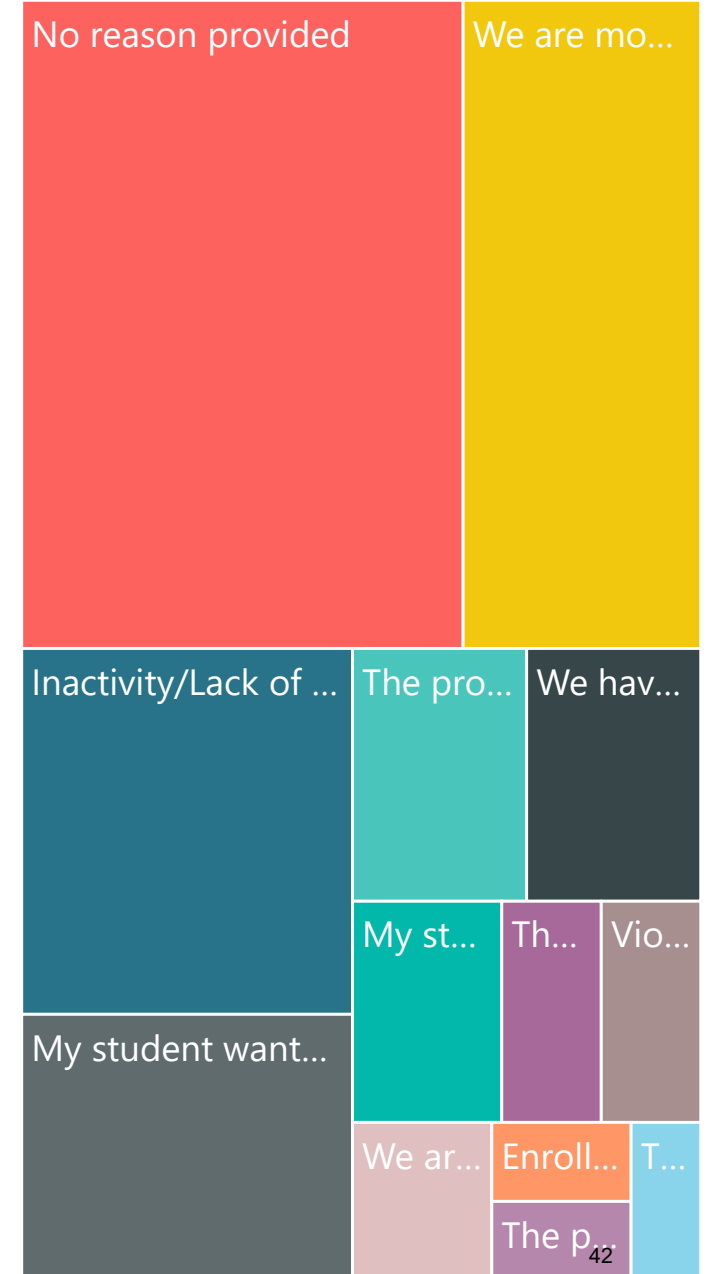 No reason provided
We are mo...
Inactivity/Lack of ...
The pro...
We hav...
My student want...
My st...
Th...
Vio...
We ar...
Enroll...
T...
The p...
42